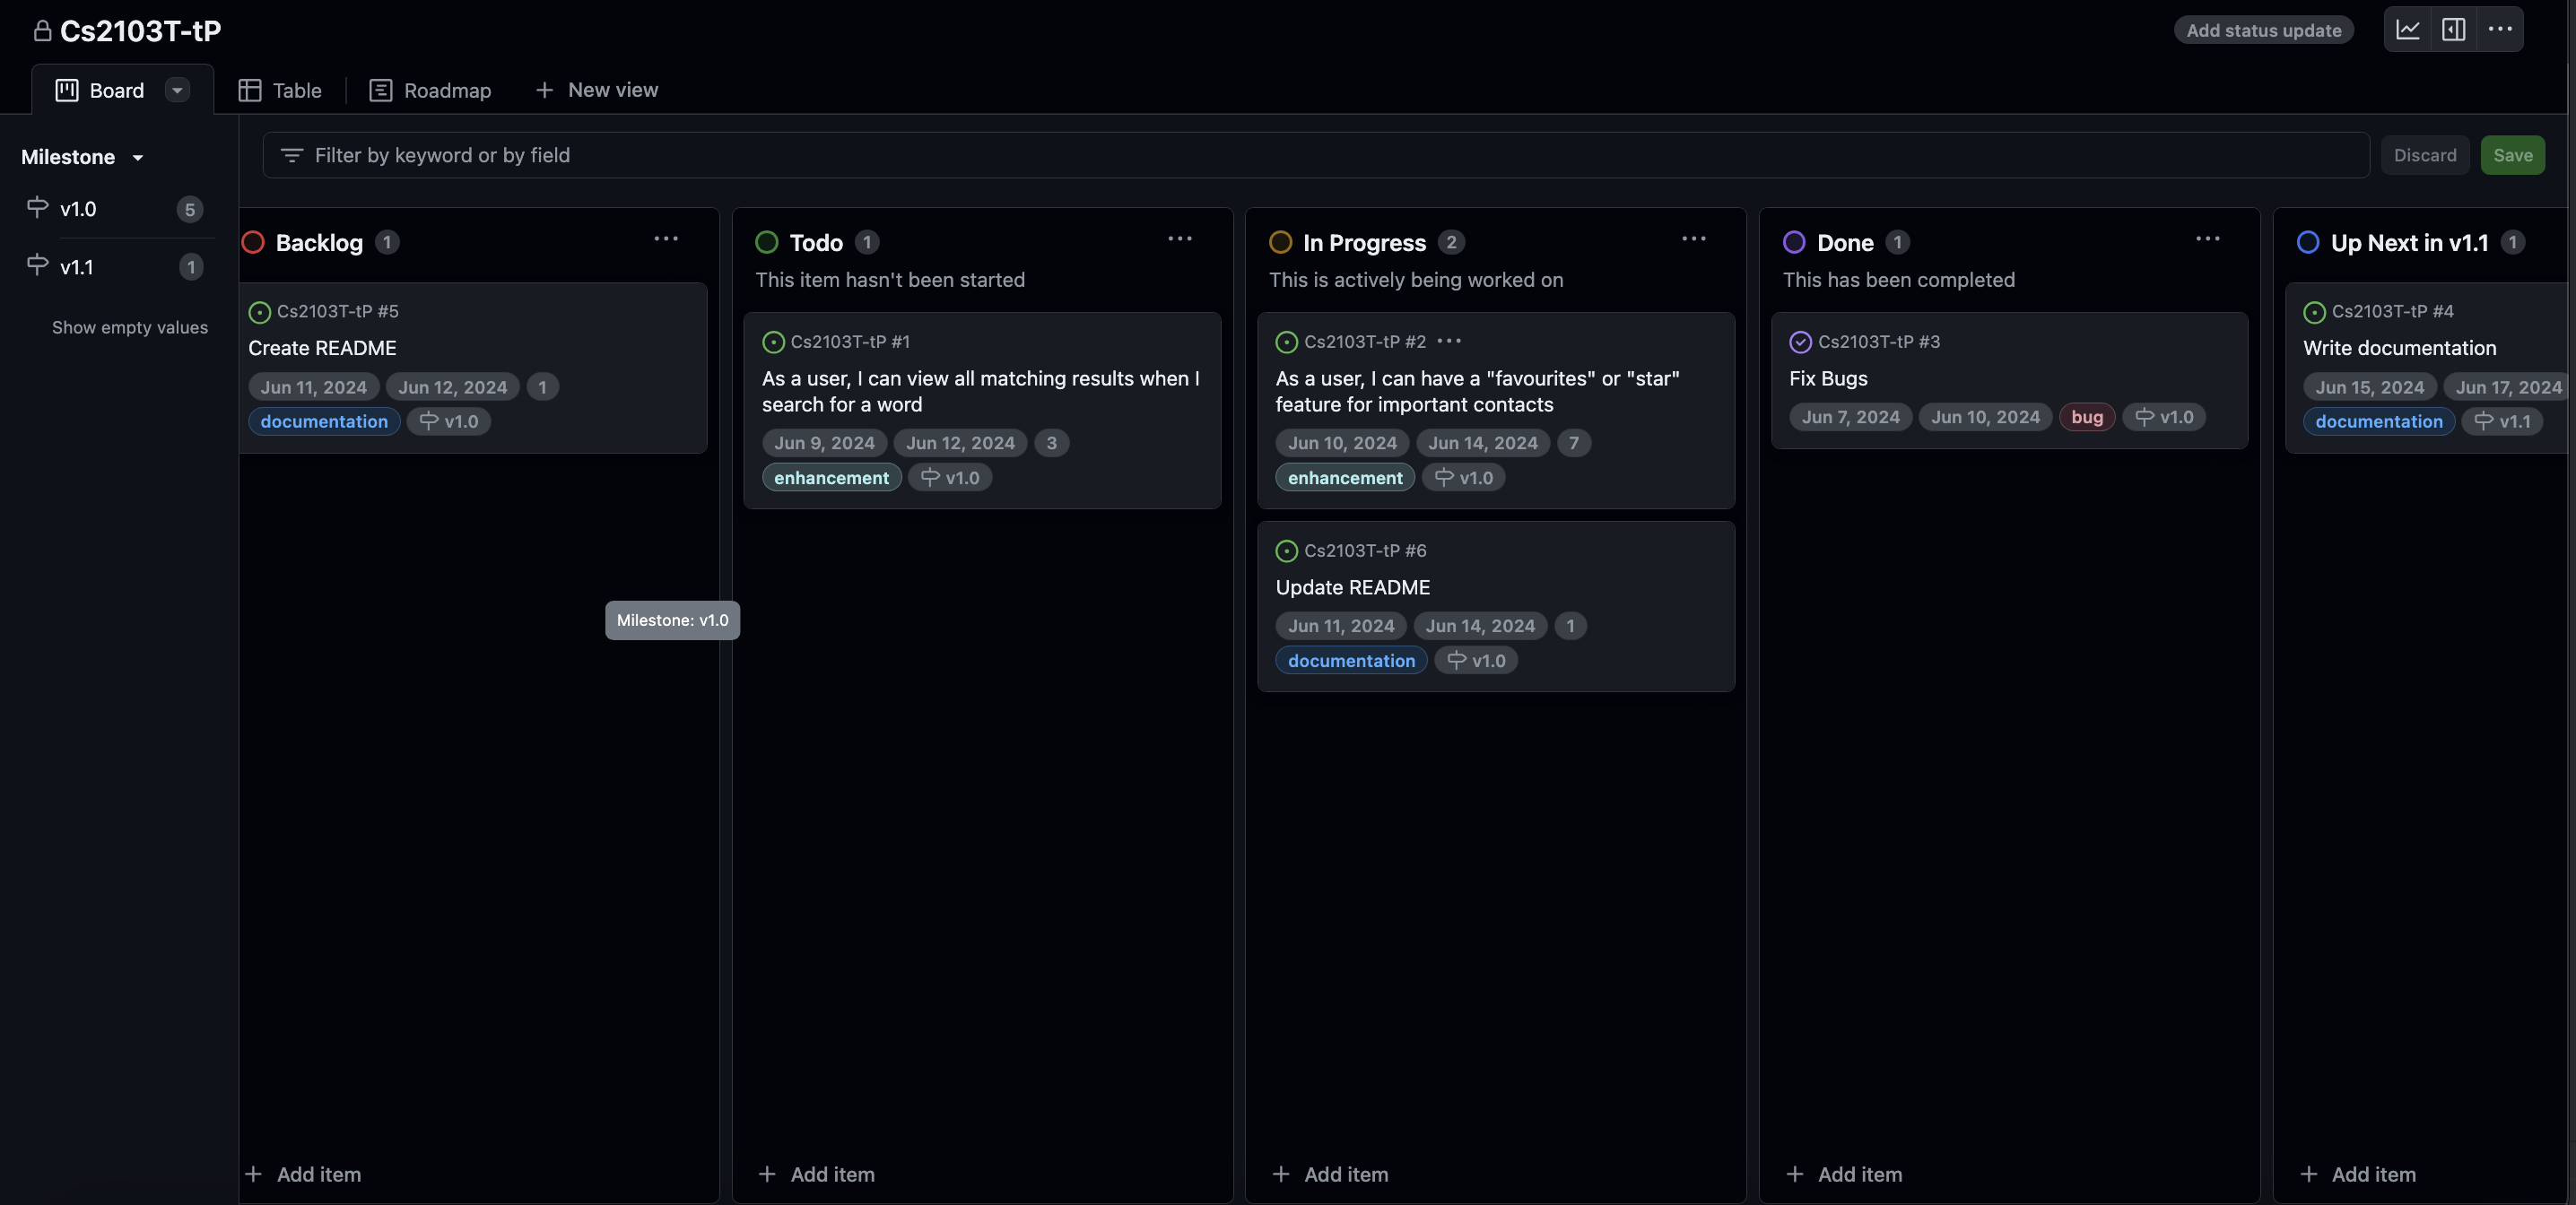 Cs2103T-tP
Add status update
Board
Table
Roadmap
New view
Milestone
v1.0 5
v1.1 1
Show empty values
Filter by keyword or by field
Discard
Save
Backlog 1
Cs2103T-tP #5
Create README
Jun 11, 2024 Jun 12, 2024 1
documentation v1.0
Add item
Todo 1
This item hasn't been started
Cs2103T-tP #1
As a user, I can view all matching results when I
search for a word
Jun 9, 2024 Jun 12, 2024 3
enhancement v1.0
Add item
Milestone: v1.0
In Progress 2
This is actively being worked on
Cs2103T-tP #2
As a user, I can have a "favourites" or "star"
feature for important contacts
Jun 10, 2024 Jun 14, 2024 7
enhancement v1.0
Cs2103T-tP #6
Update README
Jun 11, 2024 Jun 14, 2024 1
documentation v1.0
Add item
Done 1
This has been completed
Cs2103T-tP #3
Fix Bugs
Jun 7, 2024 Jun 10, 2024 bug v1.0
Add item
Up Next in v1.1 1
Cs2103T-tP #4
Write documentation
Jun 15, 2024 Jun 17, 2024
documentation v1.1
Add item